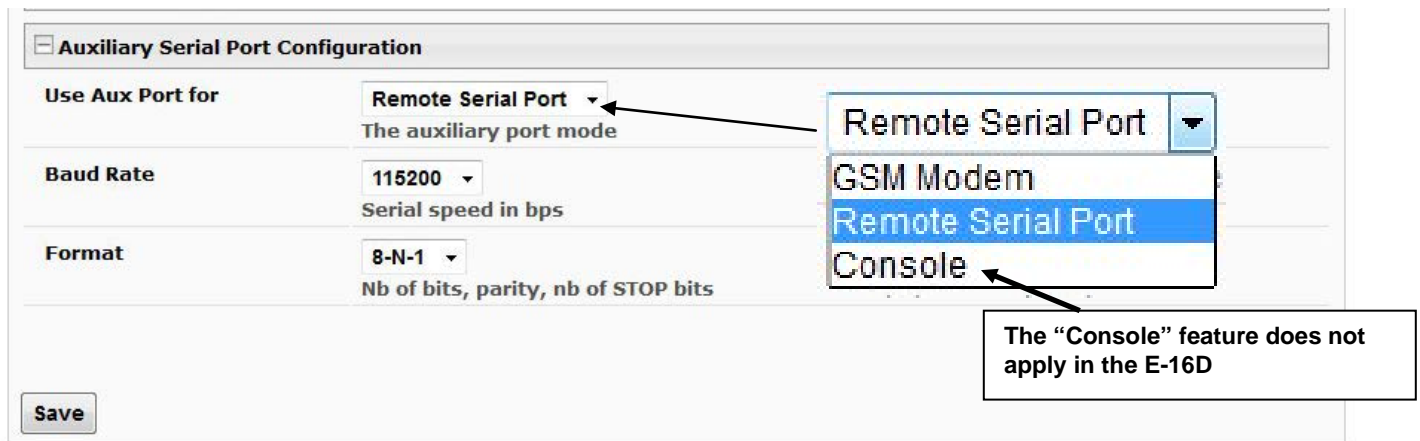 Auxiliary Serial Port Configuration
Use Aux Port for
Remote Serial Port
The auxiliary port mode
Baud Rate
115200
Serial speed in bps
Format
8-N-1
Nb of bits, parity, nb of STOP bits
Save
Remote Serial Port
GSM Modem
Remote Serial Port
Console
The “Console” feature does not
apply in the E-16D